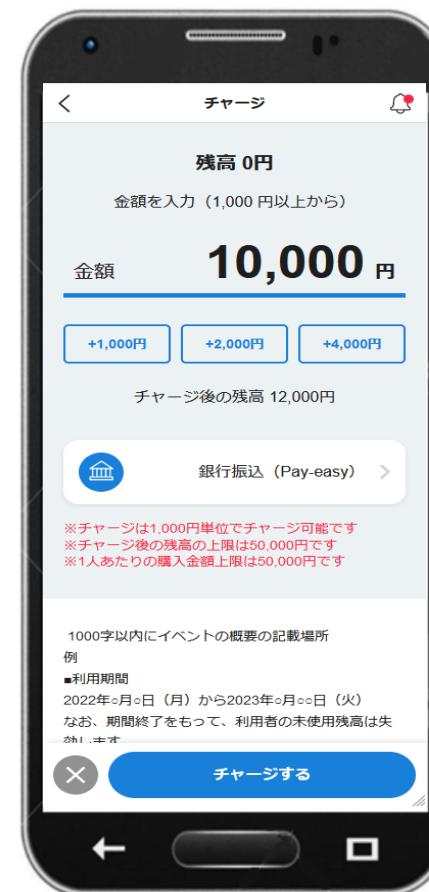 チャージ
残高 0円
金額を入力（1,000 円以上から）
金額 10,000 円
+1,000円 +2,000円 +4,000円
チャージ後の残高 12,000円
銀行振込（Pay-easy）
※チャージは1,000円単位でチャージ可能です
※チャージ後の残高の上限は50,000円です
※1人あたりの購入金額上限は50,000円です
1000字以内にイベントの概要の記載場所
例
■利用期間
2022年○月○日（月）から2023年○月○○日（火）
なお、期間終了をもって、利用者の未使用残高は失
効します
チャージする